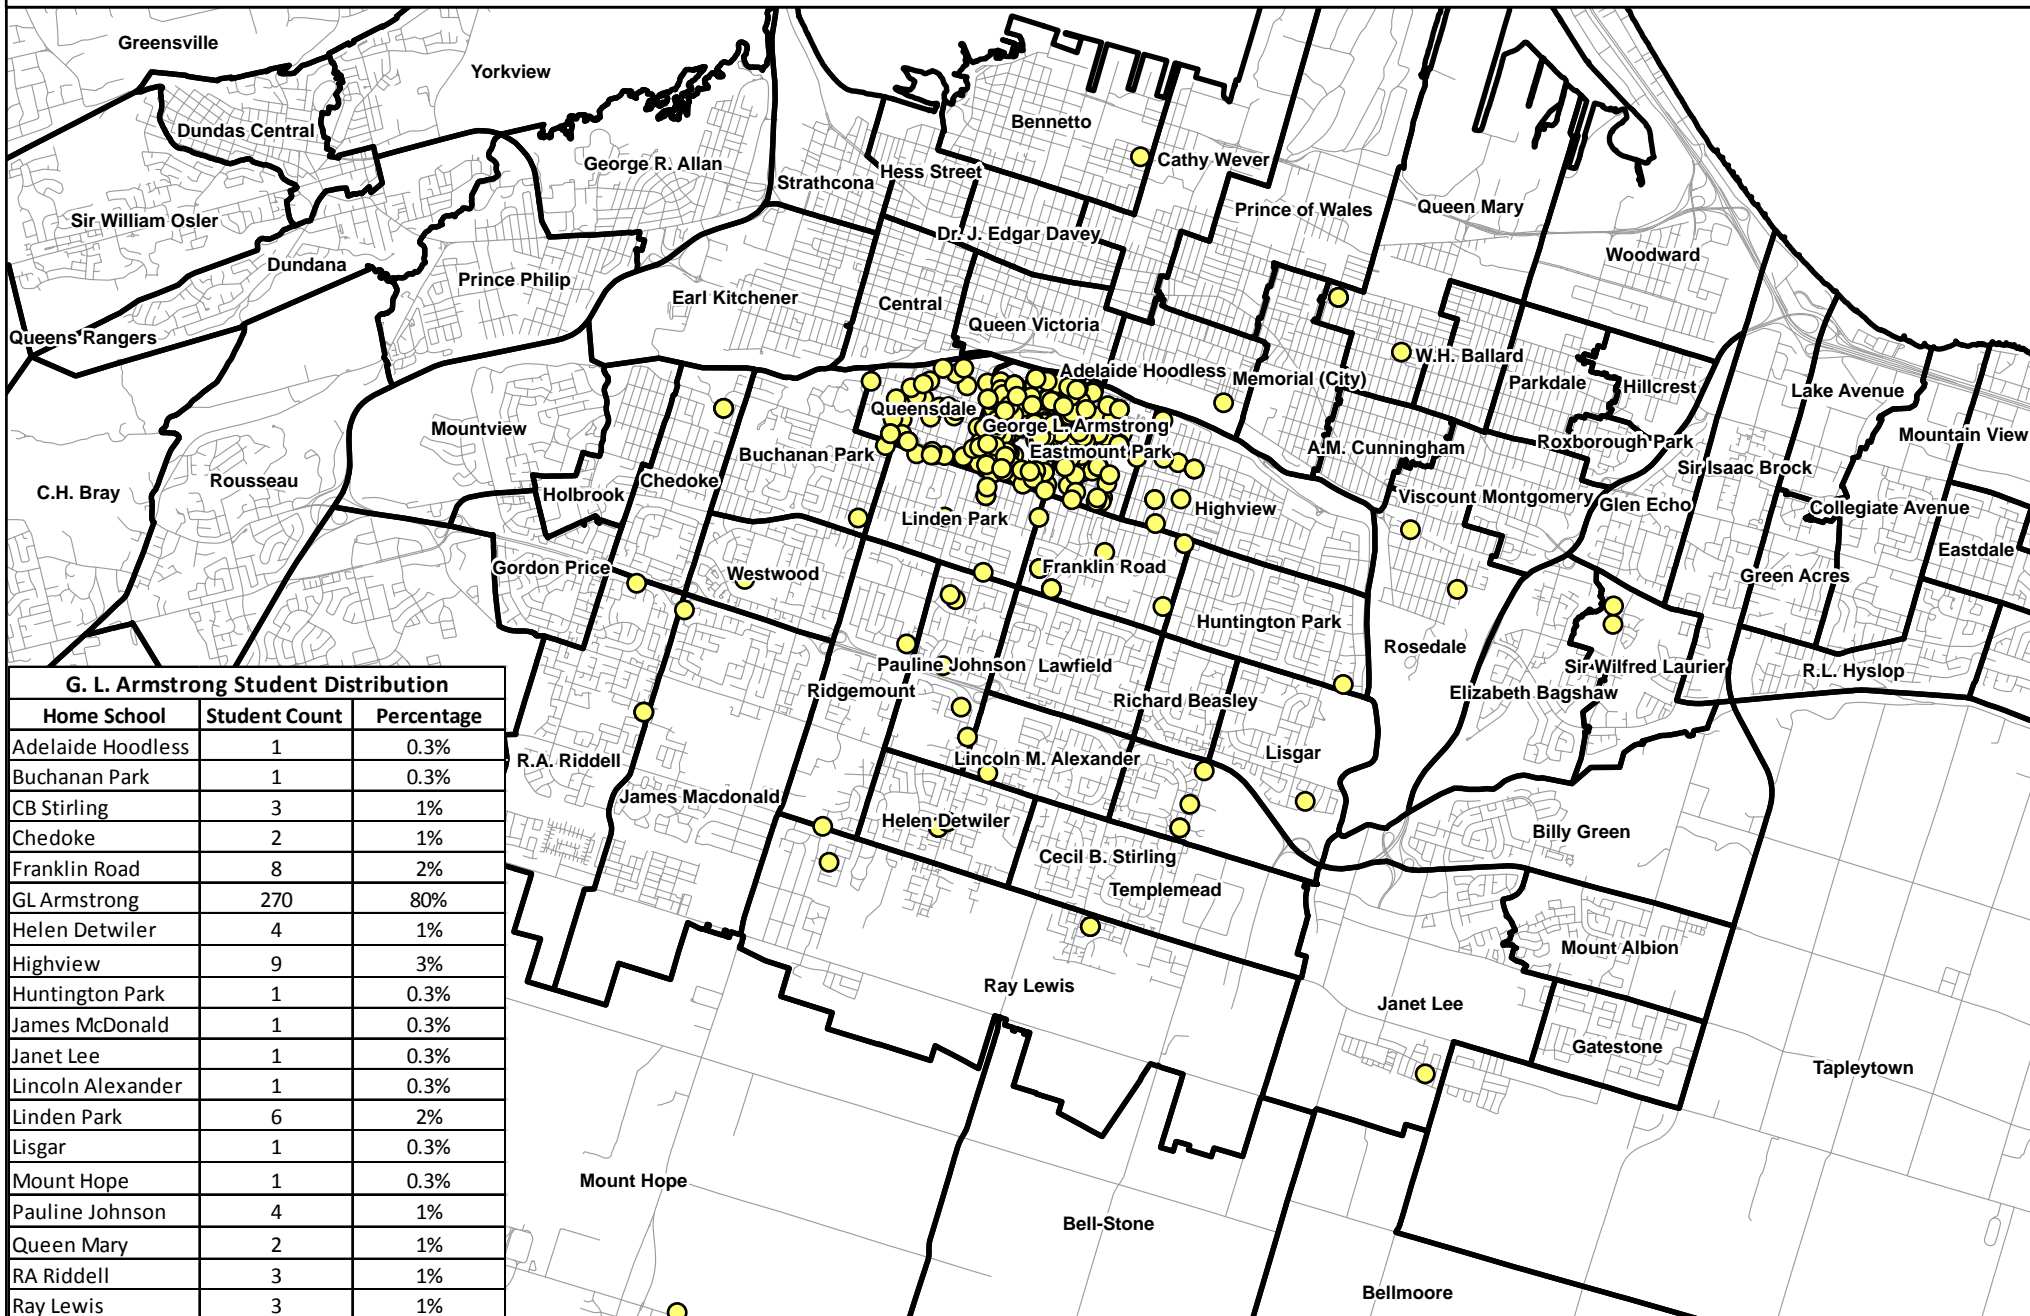 Greensville
Yorkview
Dundas Central
Bennetto
George R. Allan
Cathy Wever
Hess Street
Strathcona
Sir William Osler
Prince of Wales
Queen Mary
Dr. J. Edgar Davey
Woodward
Dundana
Prince Philip
Earl Kitchener
Central
Queen Victoria
Queens Rangers
W.H. Ballard
Adelaide Hoodless
Memorial (City)
Parkdale
Hillcrest
Lake Avenue
Queensdale
George L. Armstrong
Mountview
Eastmount Park
A.M. Cunningham
Roxborough Park
Mountain View
Buchanan Park
Sir Isaac Brock
C.H. Bray
Rousseau
Holbrook
Chedoke
Viscount Montgomery
Glen Echo
Collegiate Avenue
Linden Park
Highview
Eastdale
Gordon Price
Westwood
Franklin Road
Green Acres
Huntington Park
Rosedale
Pauline Johnson
Lawfield
Sir Wilfred Laurier
R.L. Hyslop
Ridgemount
Richard Beasley
Elizabeth Bagshaw
R.A. Riddell
Lincoln M. Alexander
Lisgar
James Macdonald
Helen Detwiler
Billy Green
Cecil B. Stirling
Templemead
Mount Albion
Ray Lewis
Janet Lee
Gatestone
Tapleytown
Mount Hope
Bell-Stone
Bellmoore
G. L. Armstrong Student Distribution
Home School Student Count Percentage
Adelaide Hoodless 1 0.3%
Buchanan Park 1 0.3%
CB Stirling 3 1%
Chedoke 2 1%
Franklin Road 8 2%
GL Armstrong 270 80%
Helen Detwiler 4 1%
Highview 9 3%
Huntington Park 1 0.3%
James McDonald 1 0.3%
Janet Lee 1 0.3%
Lincoln Alexander 1 0.3%
Linden Park 6 2%
Lisgar 1 0.3%
Mount Hope 1 0.3%
Pauline Johnson 4 1%
Queen Mary 2 1%
RA Riddell 3 1%
Ray Lewis 3 1%